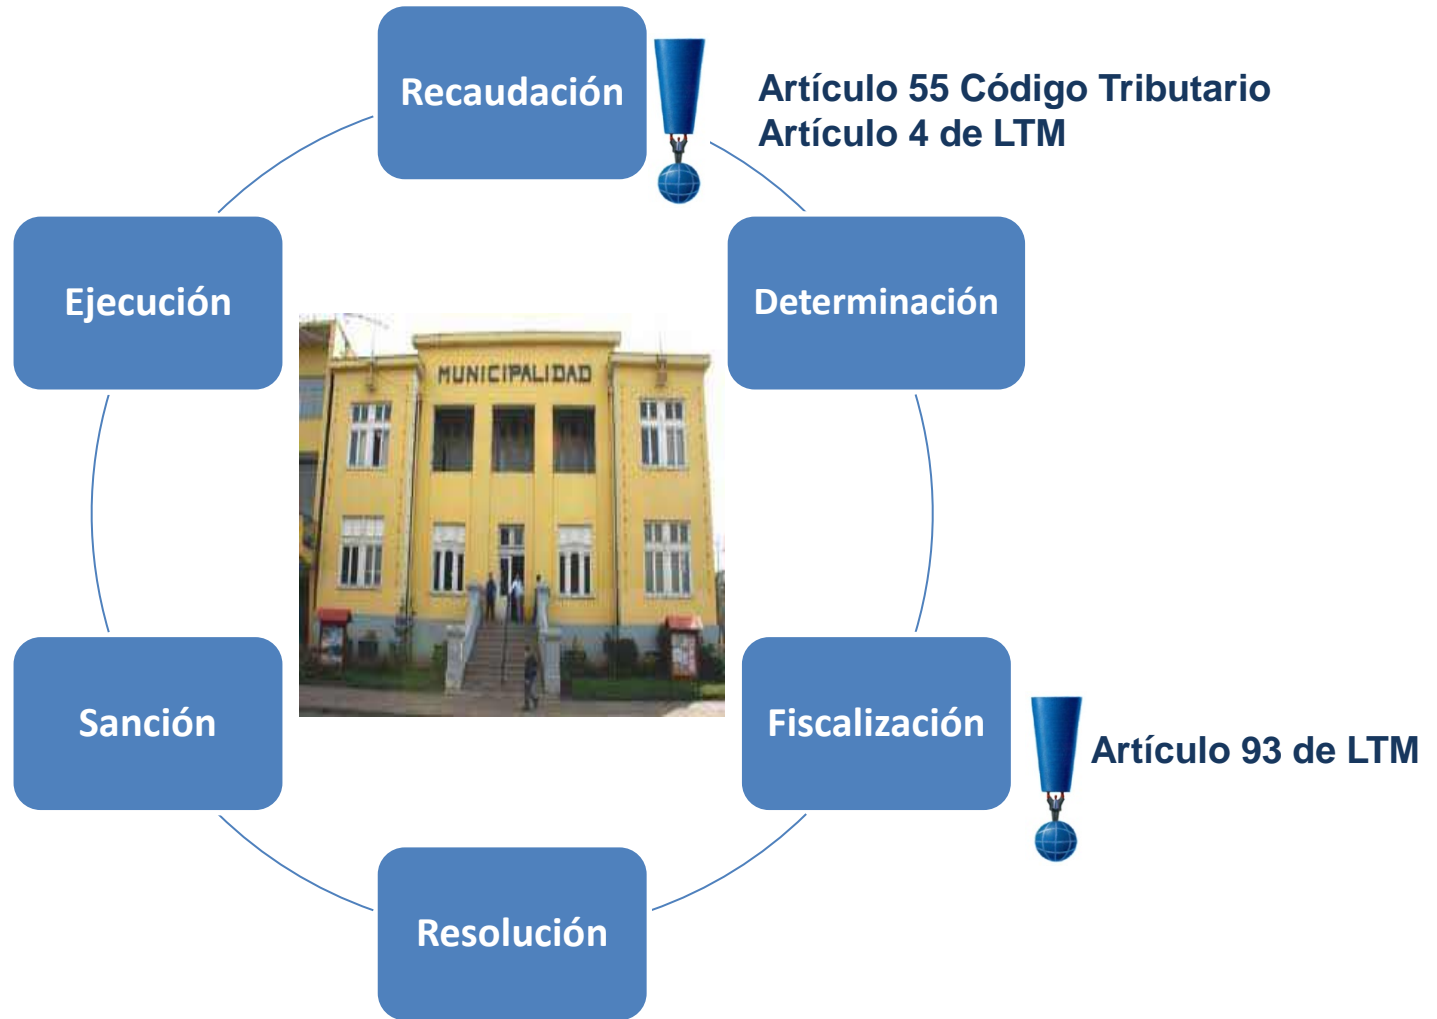 Recaudación
Artículo 55 Código Tributario
Artículo 4 de LTM
Ejecución
Determinación
MUNICIPALIDAD
Sanción
Fiscalización
Artículo 93 de LTM
Resolución